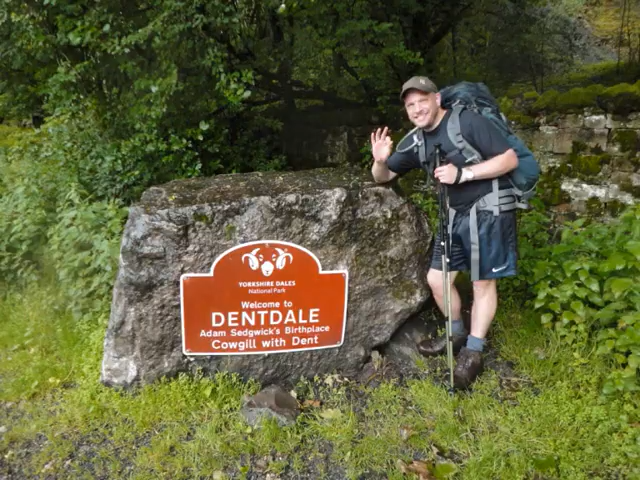 YORKSHIRE DALES
National Park
Welcome to
DENTDALE
Adam Sedgwick's Birthplace
Cowgill with Dent